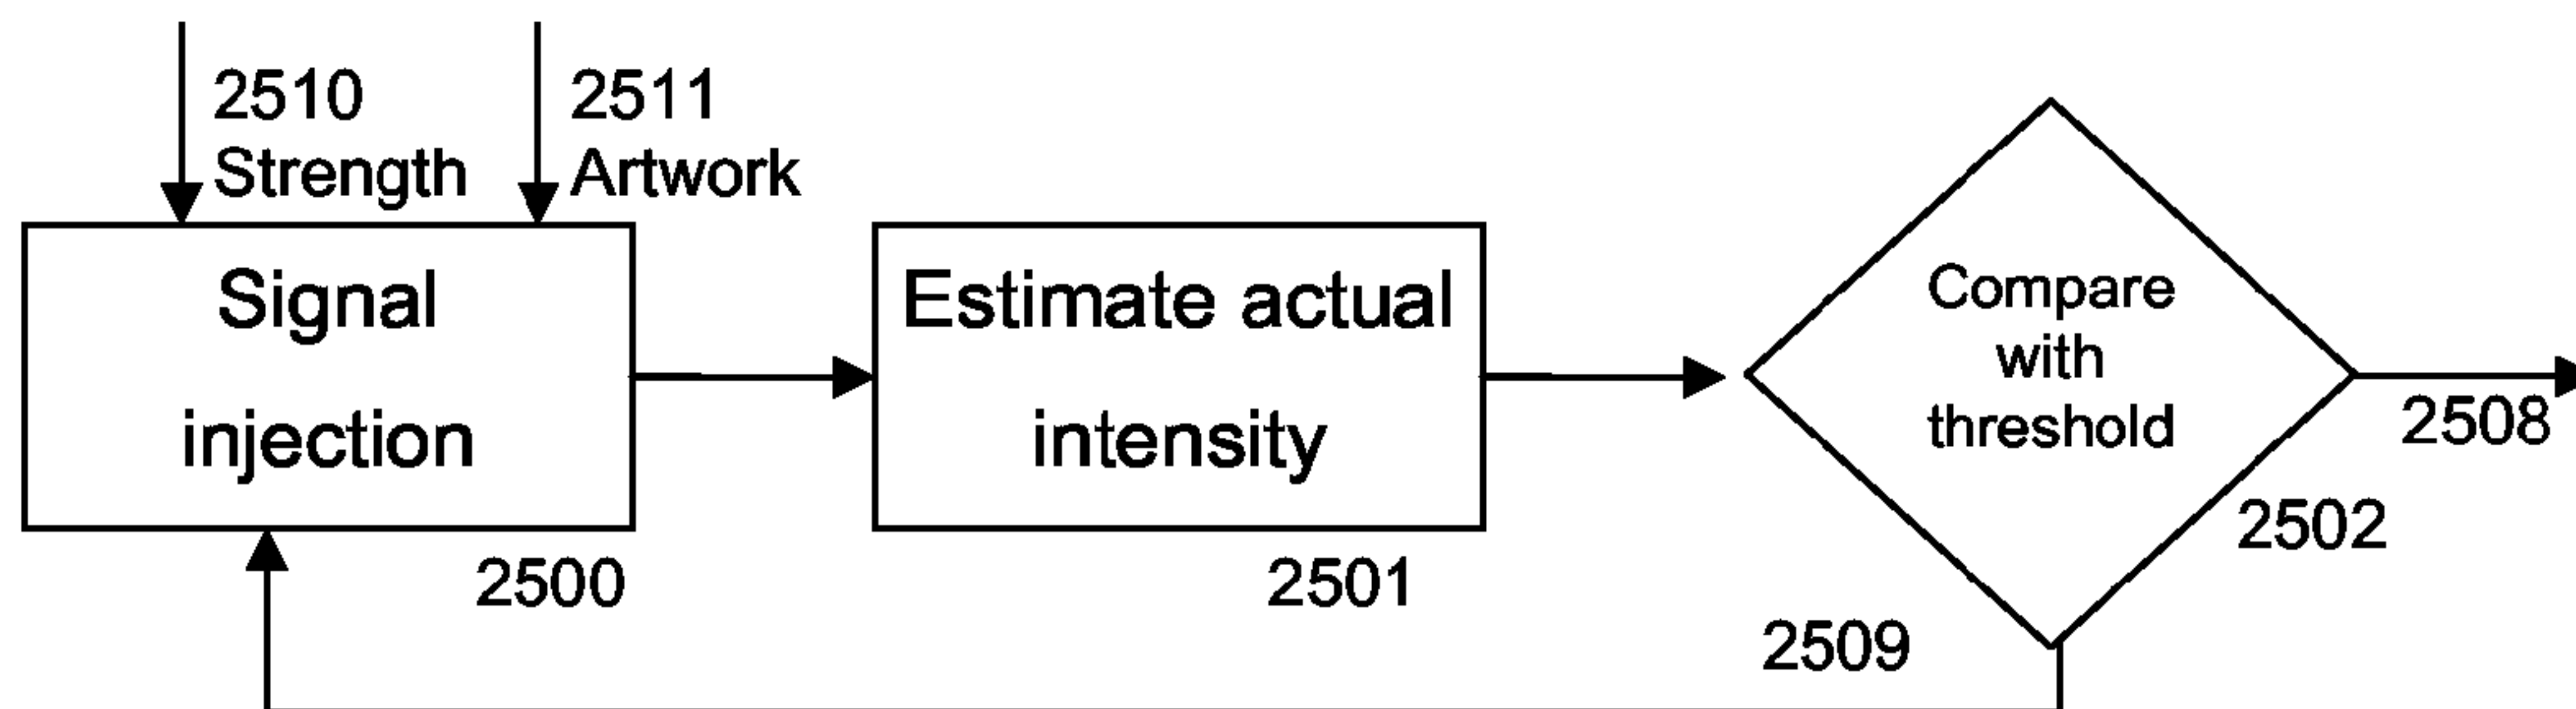 2510
Strength
2511
Artwork
Signal
injection
2500
Estimate actual
intensity
2501
Compare
with
threshold
2502
2508
2509